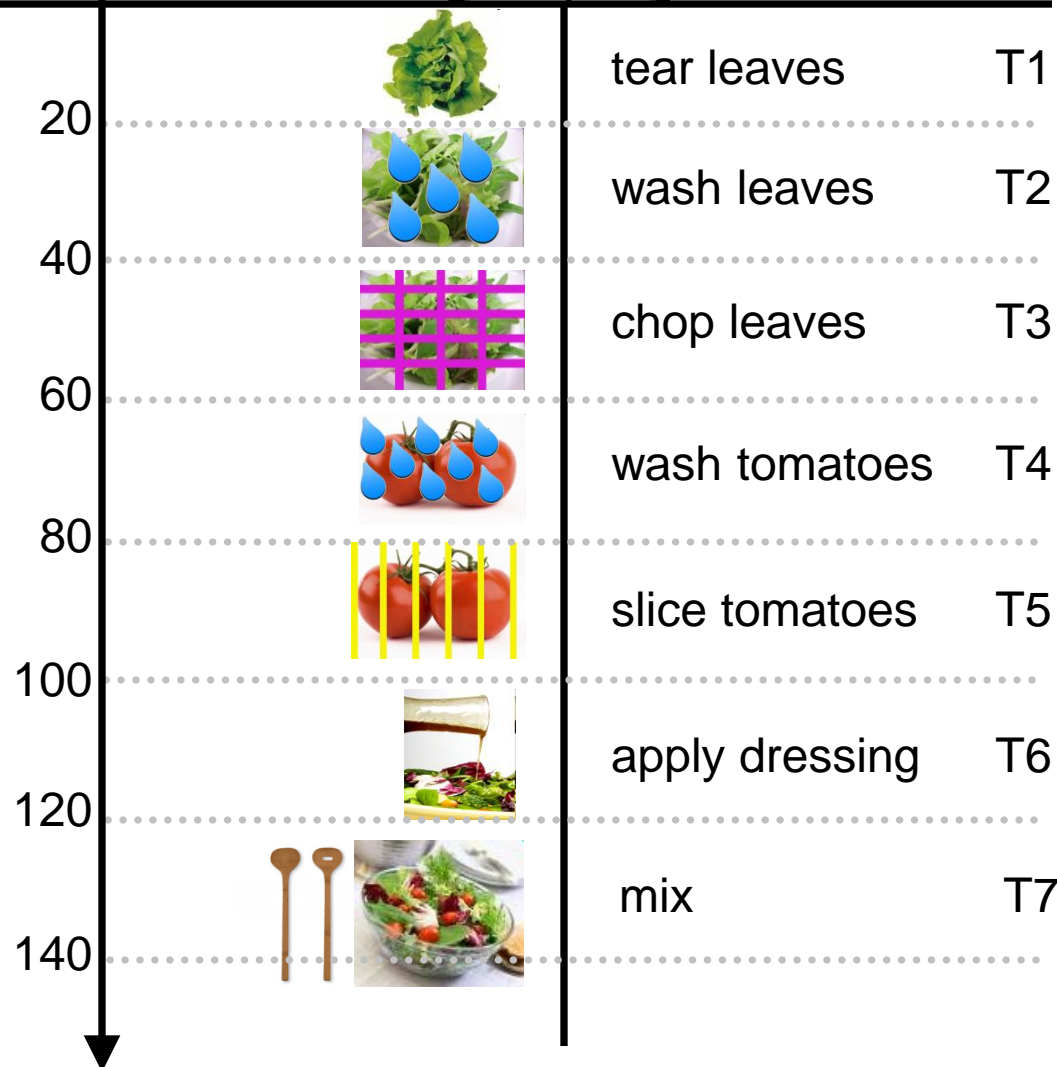 tear leaves T1
20
wash leaves T2
40
chop leaves T3
60
wash tomatoes T4
80
slice tomatoes T5
100
apply dressing T6
120
mix T7
140